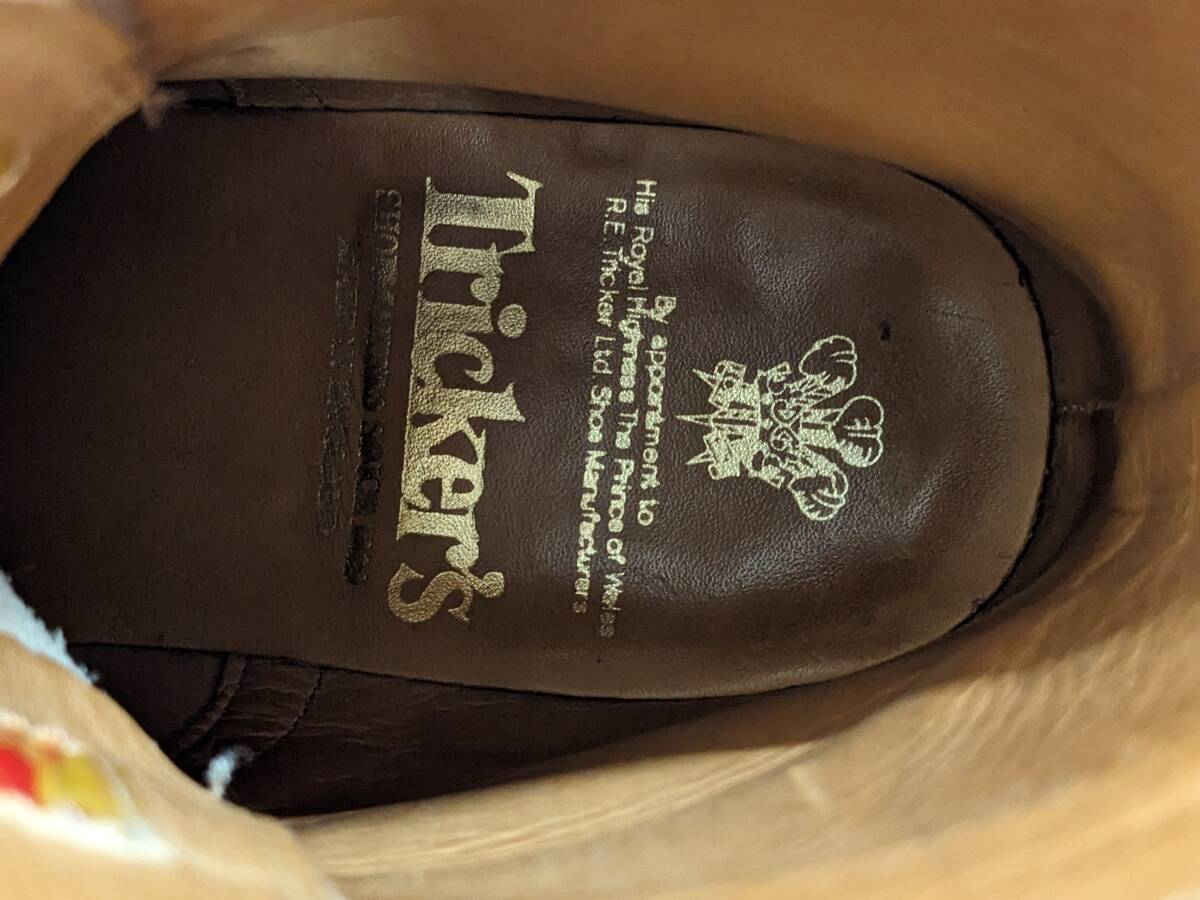 By appointment to
His Royal Highness The Prince of Wales
R.E. Tricker Ltd Shoe Manufacturers
Tricker's